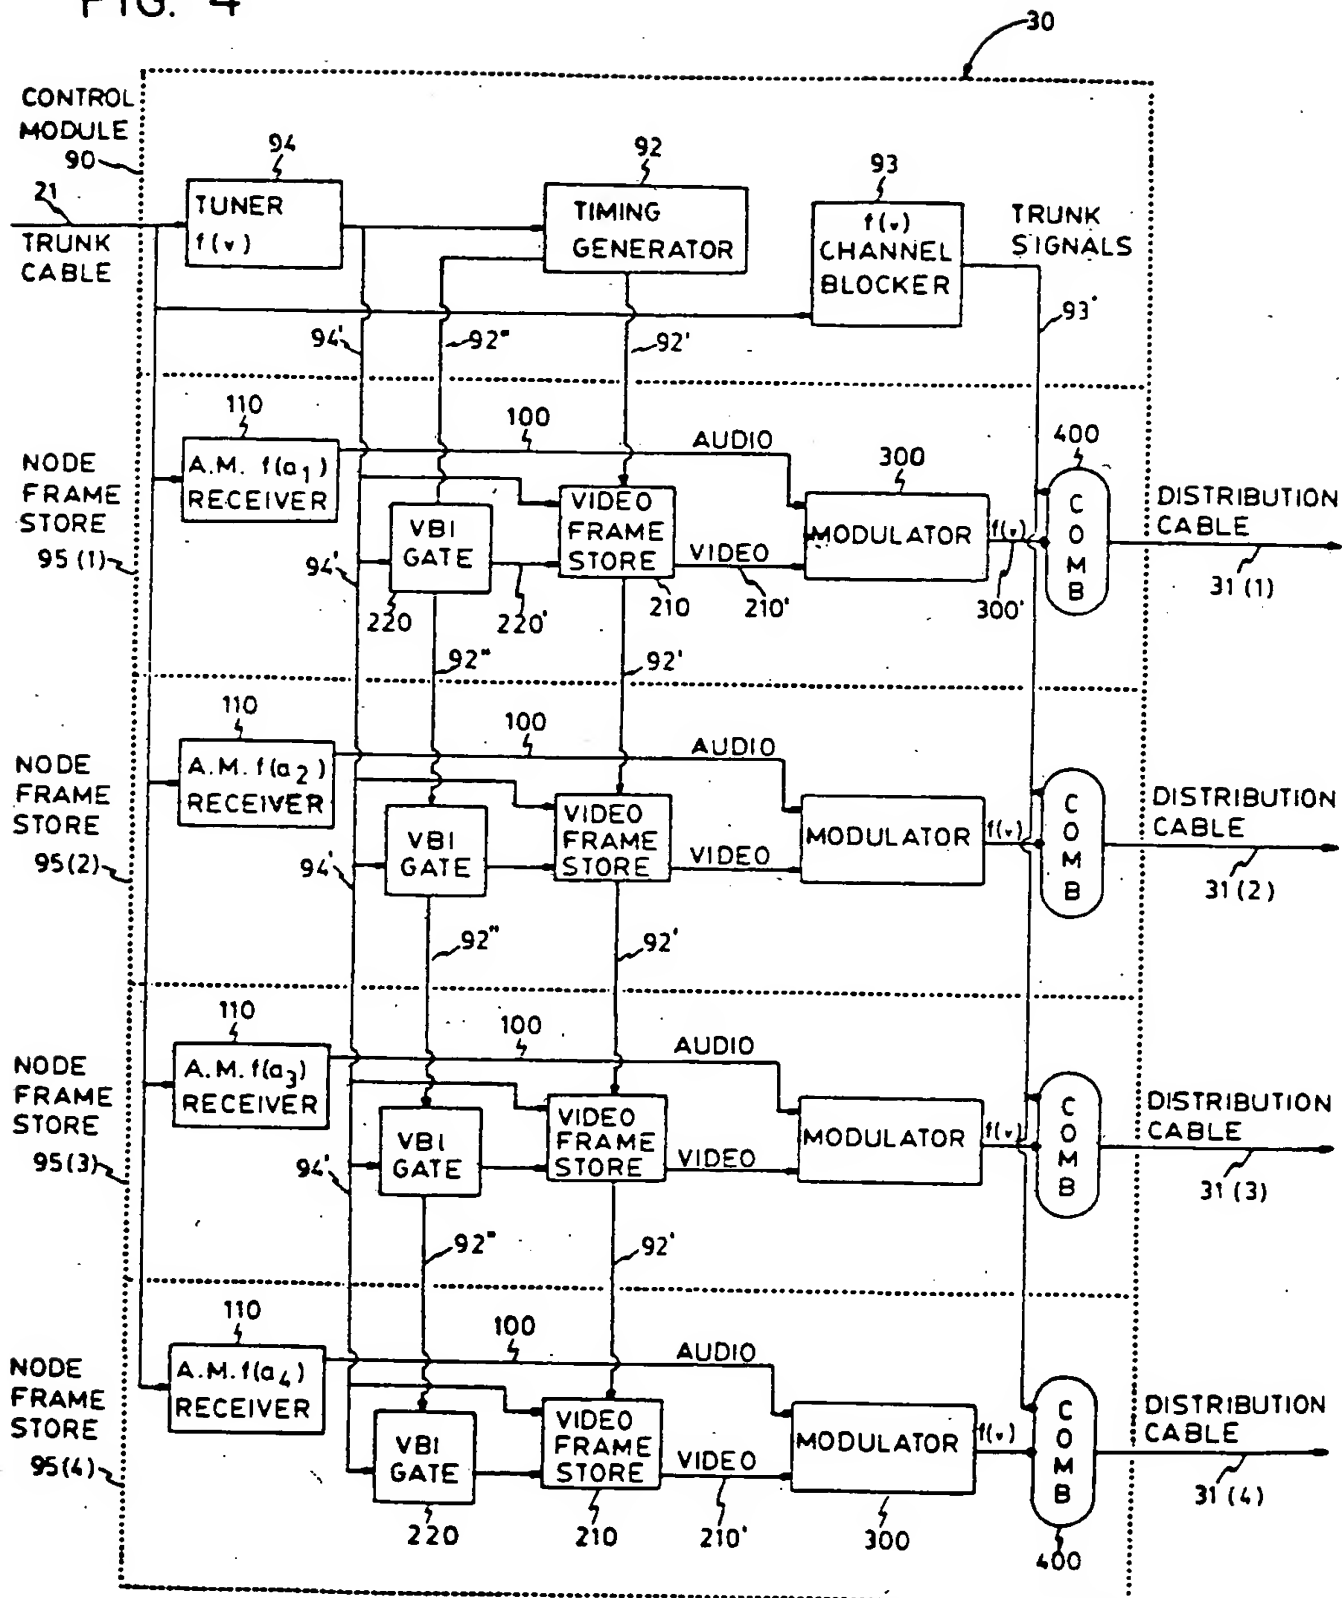 FIG. 4
30
CONTROL
MODULE
90
94
92
93
21
TUNER
f(v)
TIMING
GENERATOR
f(v)
CHANNEL
BLOCKER
TRUNK
SIGNALS
TRUNK
CABLE
94'
92"
92'
93'
110
100
AUDIO
300
400
NODE
FRAME
STORE
95(1)
A.M. f(a1)
RECEIVER
VBI
GATE
VIDEO
FRAME
STORE
MODULATOR
f(v)
COMB
DISTRIBUTION
CABLE
94'
VIDEO
220
220'
210
210'
300'
31(1)
92"
92'
110
100
AUDIO
NODE
FRAME
STORE
95(2)
A.M. f(a2)
RECEIVER
VBI
GATE
VIDEO
FRAME
STORE
MODULATOR
f(v)
COMB
DISTRIBUTION
CABLE
94'
VIDEO
31(2)
92"
92'
110
100
AUDIO
NODE
FRAME
STORE
95(3)
A.M. f(a3)
RECEIVER
VBI
GATE
VIDEO
FRAME
STORE
MODULATOR
f(v)
COMB
DISTRIBUTION
CABLE
94'
VIDEO
31(3)
92"
92'
110
100
AUDIO
NODE
FRAME
STORE
95(4)
A.M. f(a4)
RECEIVER
VBI
GATE
VIDEO
FRAME
STORE
MODULATOR
f(v)
COMB
DISTRIBUTION
CABLE
VIDEO
31(4)
220
210
210'
300
400